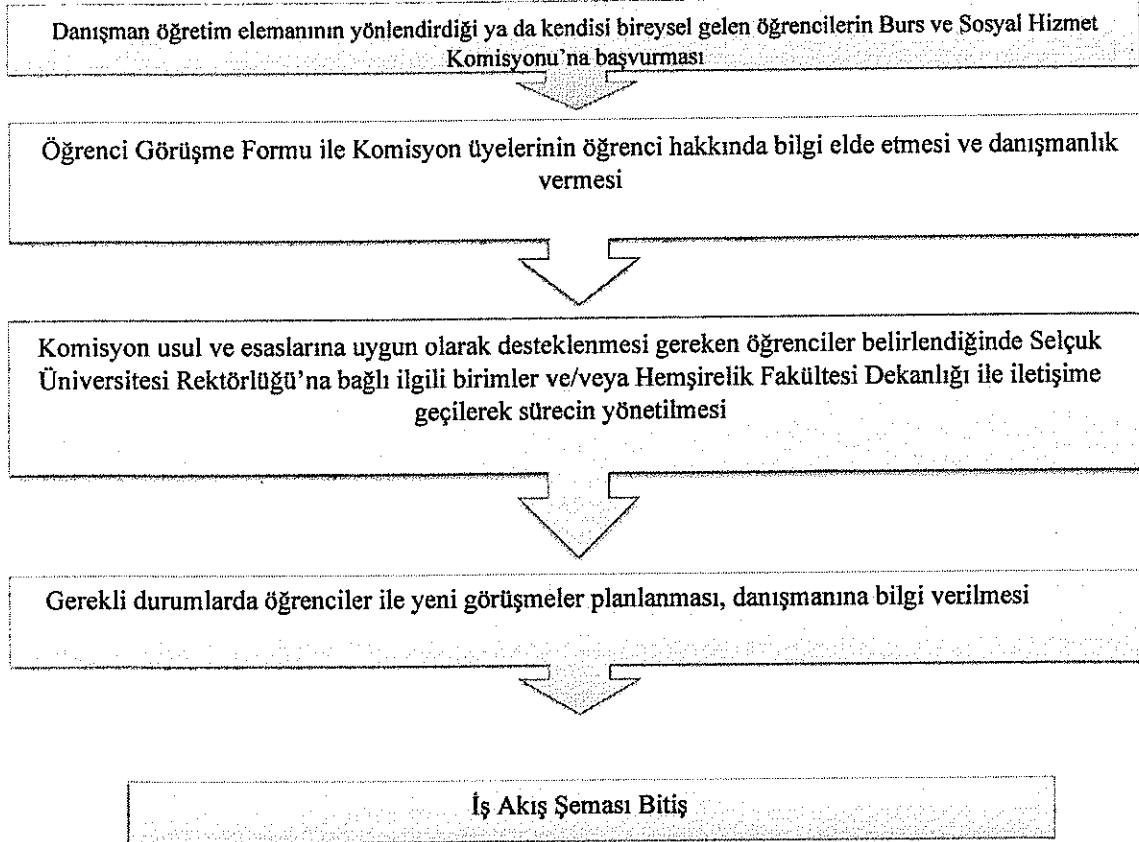 Danışman öğretim elemanının yönlendirdiği ya da kendisi bireysel gelen öğrencilerin Burs ve Sosyal Hizmet
Komisyonu’na başvurması
Öğrenci Görüşme Formu ile Komisyon üyelerinin öğrenci hakkında bilgi elde etmesi ve danışmanlık
vermesi
Komisyon usul ve esaslarına uygun olarak desteklenmesi gereken öğrenciler belirlendiğinde Selçuk
Üniversitesi Rektörlüğü’na bağlı ilgili birimler ve/veya Hemşirelik Fakültesi Dekanlığı ile iletişime
geçilerek sürecin yönetilmesi
Gerekli durumlarda öğrenciler ile yeni görüşmeler planlanması, danışmanına bilgi verilmesi
İş Akış Şeması Bitiş